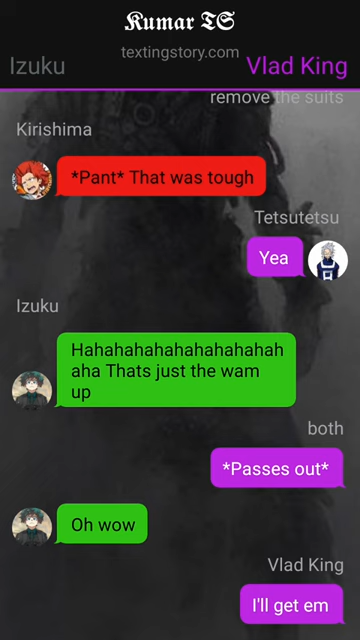 Kumar TS
textingstory.com
Izuku
Vlad King
remove the suits
Kirishima
*Pant* That was tough
Tetsutetsu
Yea
Izuku
Hahahahahahahahahahah
aha Thats just the wam
up
both
*Passes out*
Oh wow
Vlad King
I'll get em